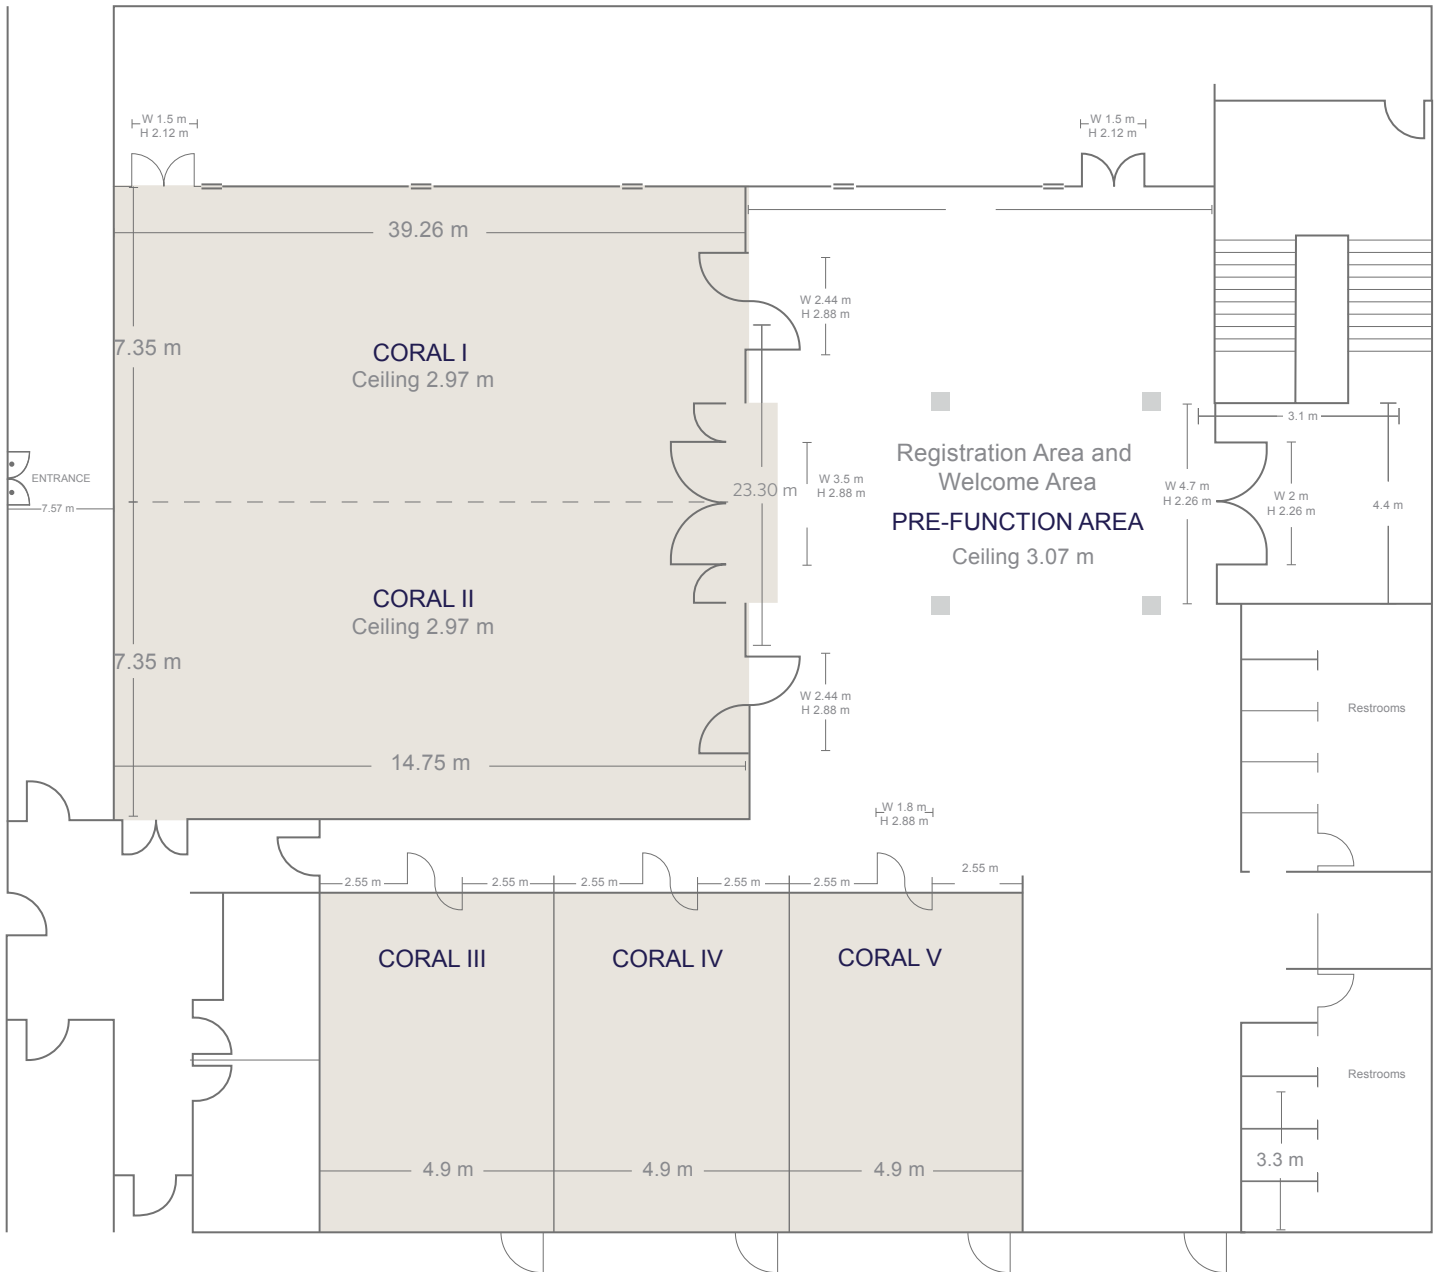 W 1.5 m
H 2.12 m
W 1.5 m
H 2.12 m
39.26 m
W 2.44 m
H 2.88 m
7.35 m
CORAL I
Ceiling 2.97 m
3.1 m
Registration Area and
Welcome Area
ENTRANCE
23.30 m
W 3.5 m
H 2.88 m
W 4.7 m
H 2.26 m
W 2 m
H 2.26 m
7.57 m
4.4 m
PRE-FUNCTION AREA
Ceiling 3.07 m
CORAL II
Ceiling 2.97 m
7.35 m
W 2.44 m
H 2.88 m
Restrooms
14.75 m
W 1.8 m
H 2.88 m
2.55 m
2.55 m
2.55 m
2.55 m
2.55 m
2.55 m
CORAL III
CORAL IV
CORAL V
Restrooms
4.9 m
4.9 m
4.9 m
3.3 m